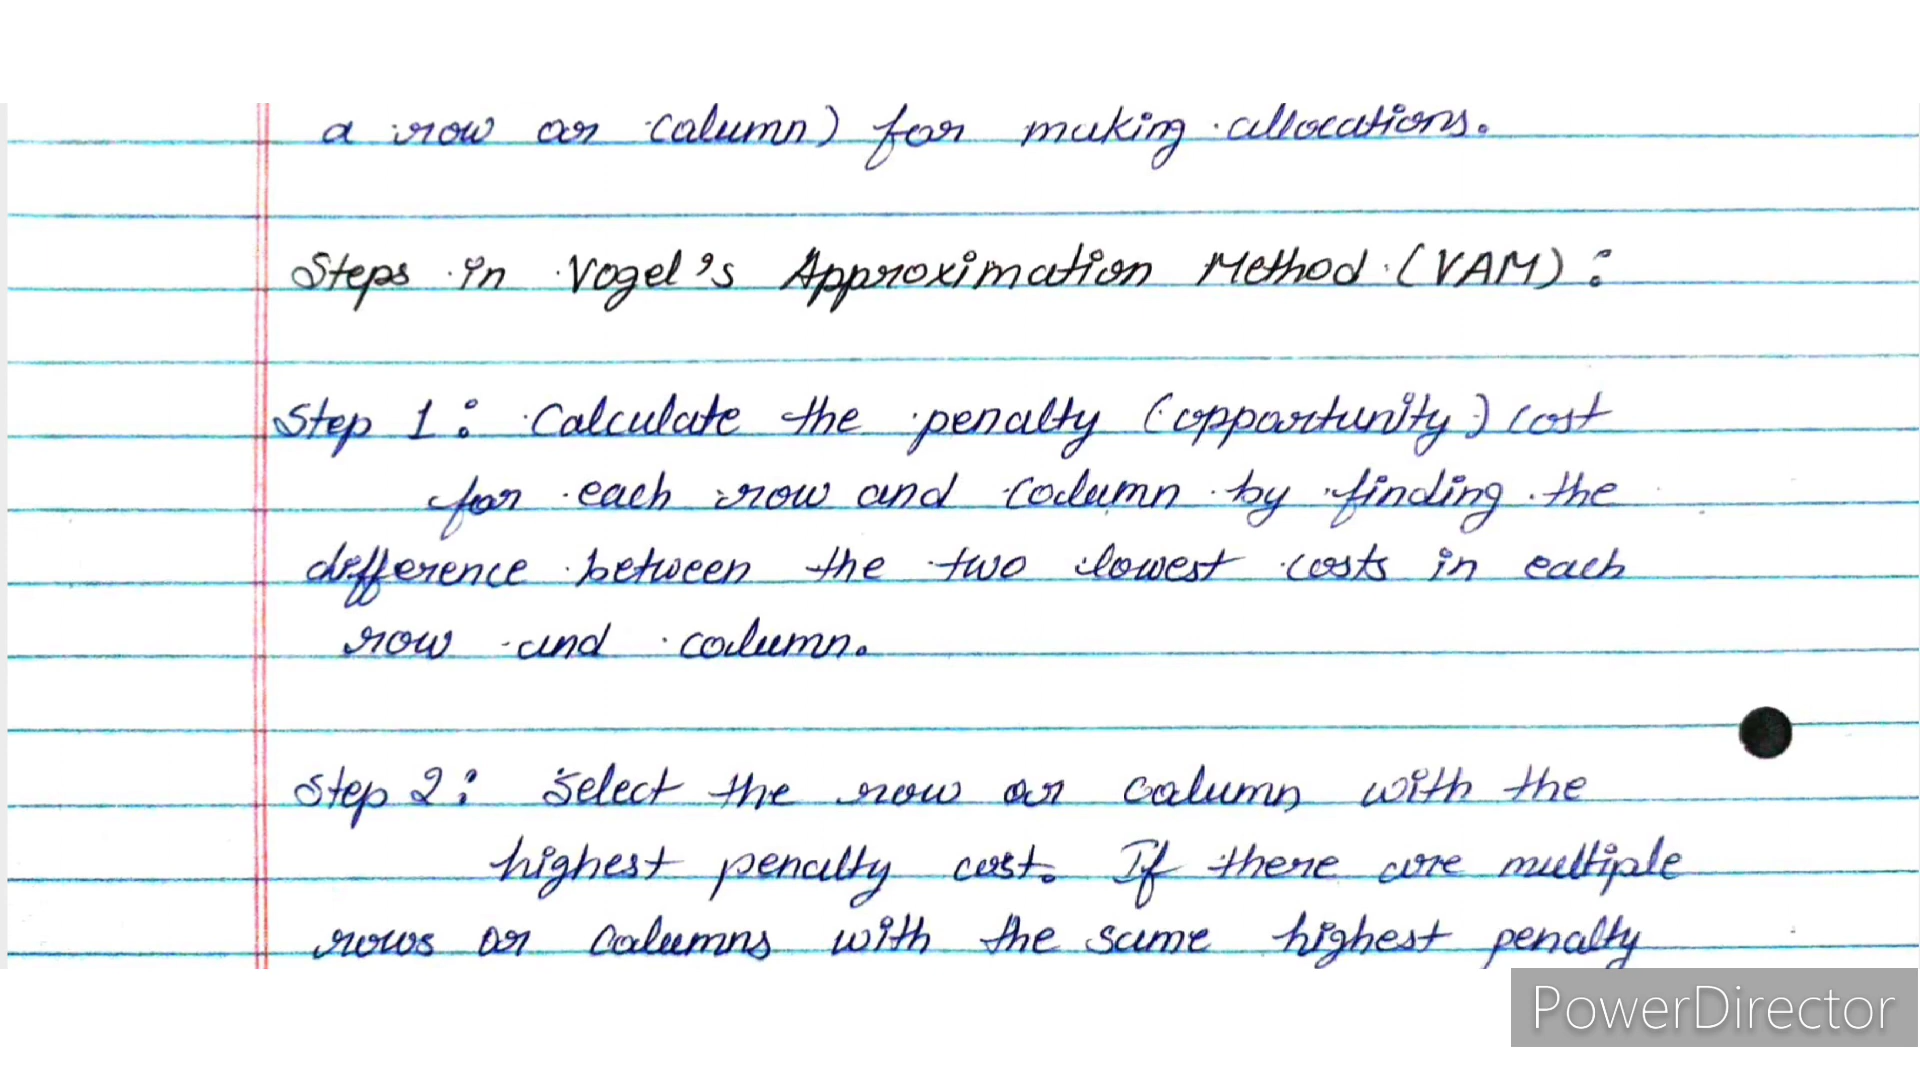 a row or column) for making allocations.
Steps in Vogel's Approximation Method (VAM):
Step 1: Calculate the penalty (opportunity) cost
for each row and column by finding the
difference between the two lowest costs in each
row and column.
Step 2: Select the row or column with the
highest penalty cost. If there are multiple
rows or columns with the same highest penalty
PowerDirector